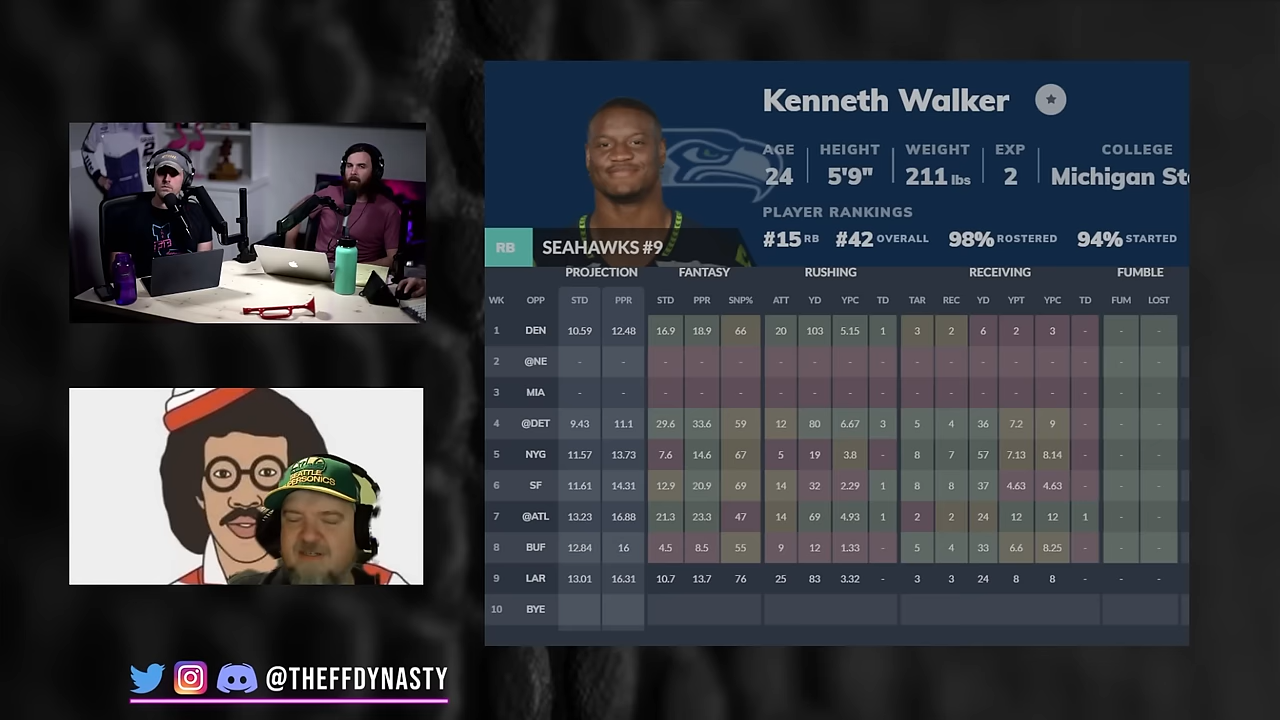 Kenneth Walker
AGE HEIGHT WEIGHT EXP COLLEGE
24 5'9" 211 lbs 2 Michigan St
PLAYER RANKINGS
#15 RB #42 OVERALL 98% ROSTERED 94% STARTED
RB SEAHAWKS #9
PROJECTION FANTASY RUSHING RECEIVING FUMBLE
WK OPP STD PPR STD PPR SNP% ATT YD YPC TD TAR REC YD YPT YPC TD FUM LOST
1 DEN 10.59 12.48 16.9 18.9 66 20 103 5.15 1 3 2 6 2 3 - - -
2 @NE - - - - - - - - - - - - - - - - -
3 MIA - - - - - - - - - - - - - - - - -
4 @DET 9.43 11.1 29.6 33.6 59 12 80 6.67 3 5 4 36 7.2 9 - - -
5 NYG 11.57 13.73 7.6 14.6 67 5 19 3.8 - 8 7 57 7.13 8.14 - - -
6 SF 11.61 14.31 12.9 20.9 69 14 32 2.29 1 8 8 37 4.63 4.63 - - -
7 @ATL 13.23 16.88 21.3 23.3 47 14 69 4.93 1 2 2 24 12 12 1 - -
8 BUF 12.84 16 4.5 8.5 55 9 12 1.33 - 5 4 33 6.6 8.25 - - -
9 LAR 13.01 16.31 10.7 13.7 76 25 83 3.32 - 3 3 24 8 8 - - -
10 BYE
SEATTLE
@THEFFDYNASTY